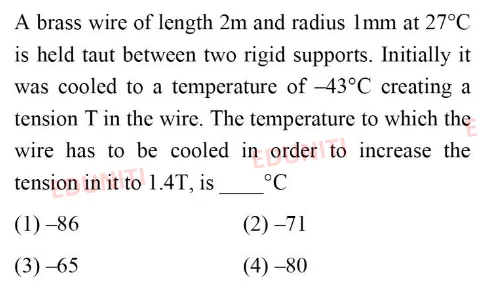 A brass wire of length 2m and radius 1mm at 27°C
is held taut between two rigid supports. Initially it
was cooled to a temperature of –43°C creating a
tension T in the wire. The temperature to which the
wire has to be cooled in order to increase the
tension in it to 1.4T, is ____°C
(1) –86 (2) –71
(3) –65 (4) –80
EDUNITI
EDUNITI
E